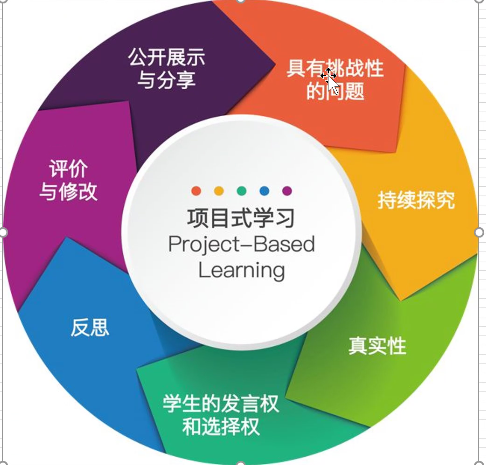 公开展示
与分享
具有挑战性
的问题
评价
与修改
持续探究
项目式学习
Project-Based
Learning
反思
真实性
学生的发言权
和选择权